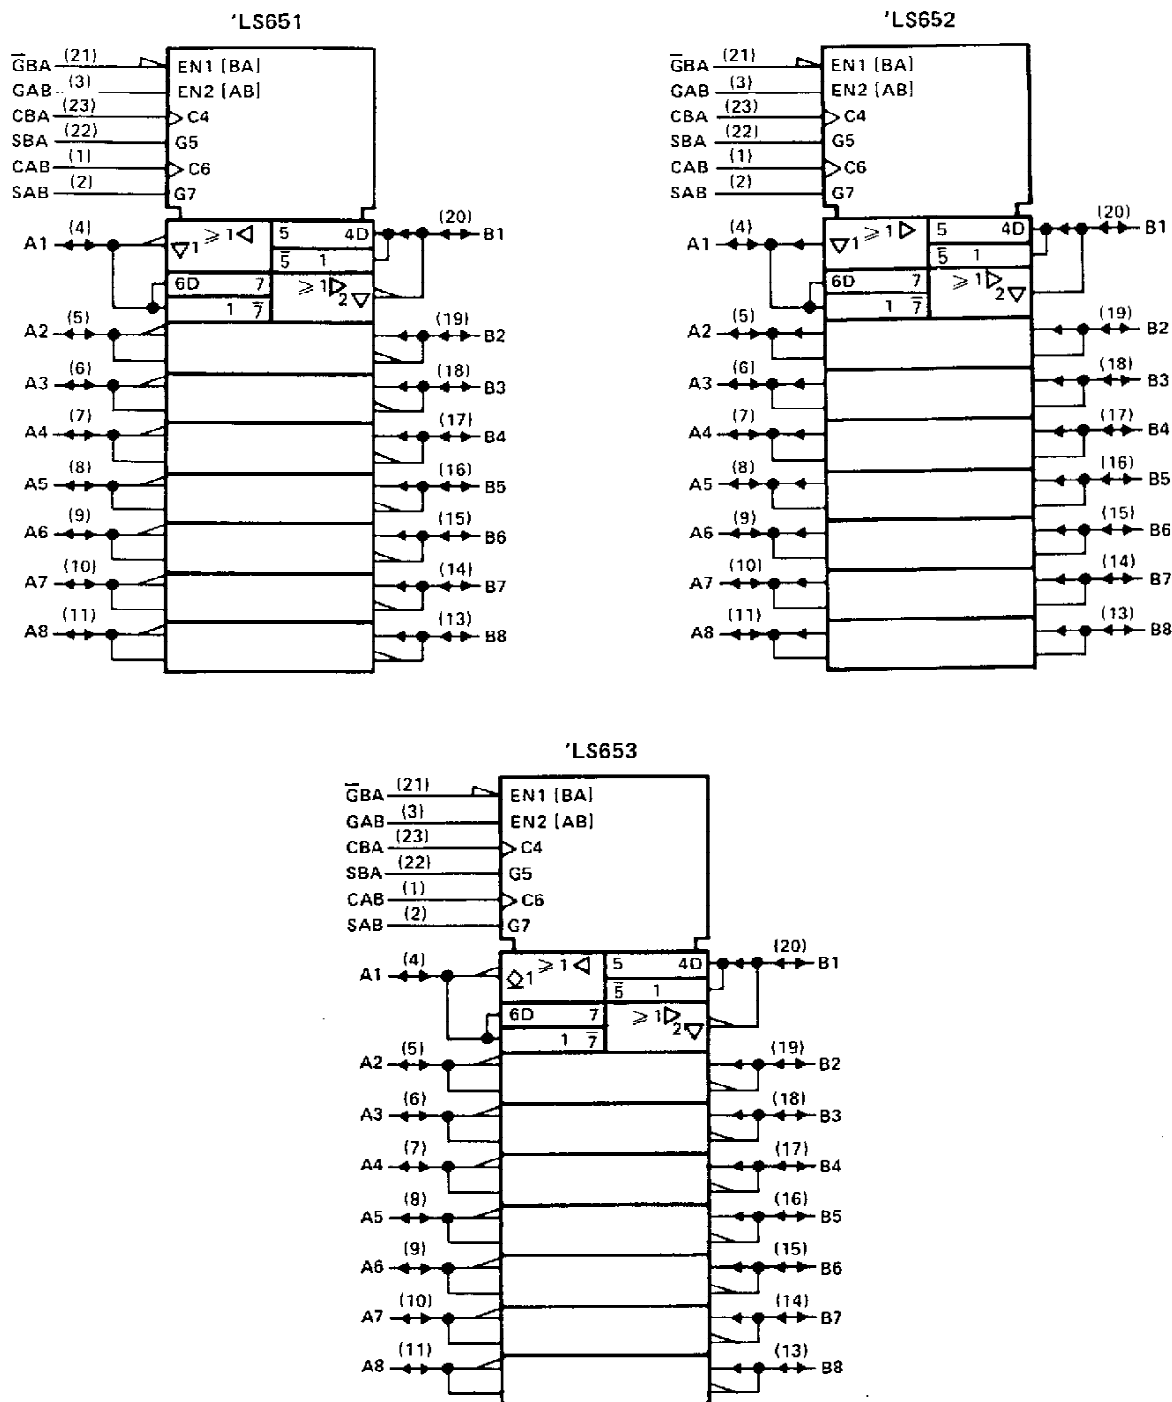 'LS651
G̅BA (21) EN1 [BA]
GAB (3) EN2 [AB]
CBA (23) C4
SBA (22) G5
CAB (1) C6
SAB (2) G7
A1 (4) ▽1 ≥1 ◁ 5 4D (20) B1
5̅ 1
6D 7 ≥1 ▷ 2 ▽
1 7̅
A2 (5) (19) B2
A3 (6) (18) B3
A4 (7) (17) B4
A5 (8) (16) B5
A6 (9) (15) B6
A7 (10) (14) B7
A8 (11) (13) B8
'LS652
G̅BA (21) EN1 [BA]
GAB (3) EN2 [AB]
CBA (23) C4
SBA (22) G5
CAB (1) C6
SAB (2) G7
A1 (4) ▽1 ≥1 ▷ 5 4D (20) B1
5̅ 1
6D 7 ≥1 ▷ 2 ▽
1 7̅
A2 (5) (19) B2
A3 (6) (18) B3
A4 (7) (17) B4
A5 (8) (16) B5
A6 (9) (15) B6
A7 (10) (14) B7
A8 (11) (13) B8
'LS653
G̅BA (21) EN1 [BA]
GAB (3) EN2 [AB]
CBA (23) C4
SBA (22) G5
CAB (1) C6
SAB (2) G7
A1 (4) ◇1 ≥1 ◁ 5 4D (20) B1
5̅ 1
6D 7 ≥1 ▷ 2 ▽
1 7̅
A2 (5) (19) B2
A3 (6) (18) B3
A4 (7) (17) B4
A5 (8) (16) B5
A6 (9) (15) B6
A7 (10) (14) B7
A8 (11) (13) B8